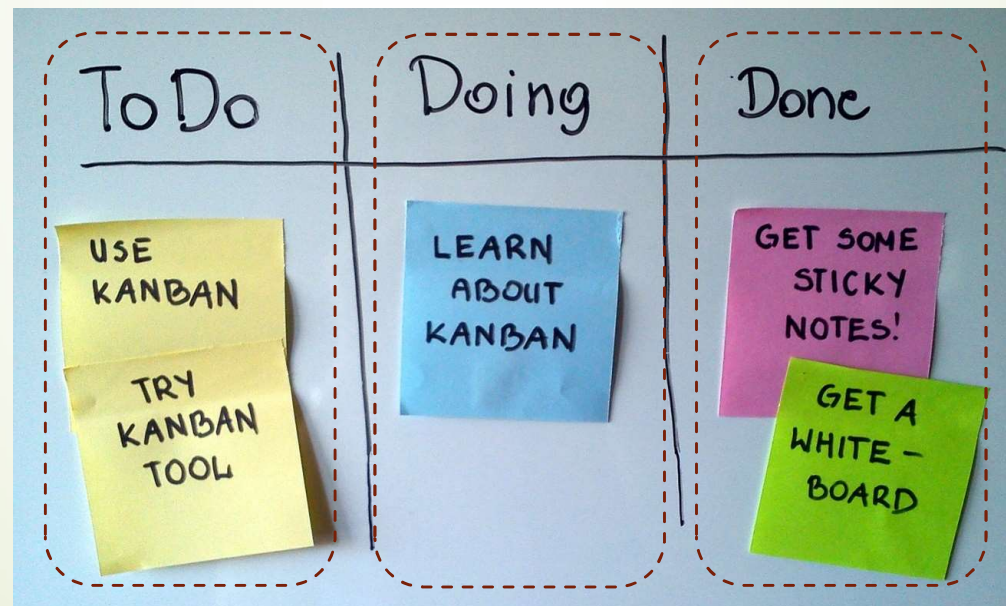 To Do
Doing
Done
USE
KANBAN
TRY
KANBAN
TOOL
LEARN
ABOUT
KANBAN
GET SOME
STICKY
NOTES!
GET A
WHITE-
BOARD